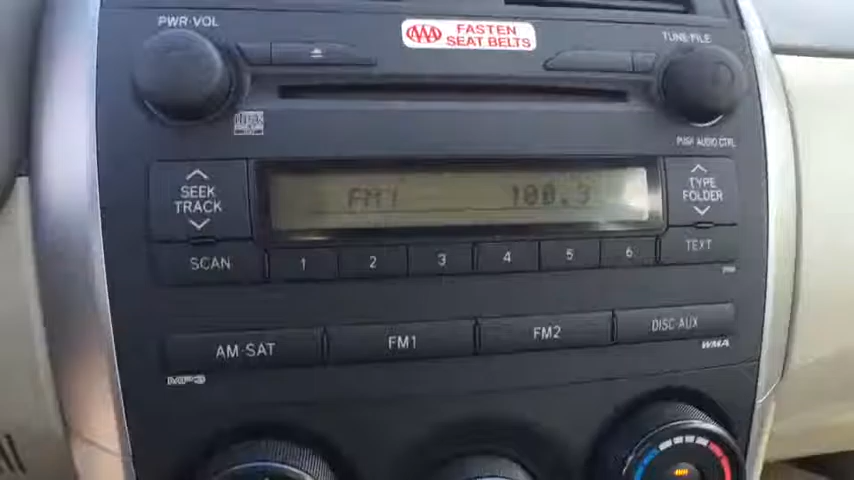 PWR·VOL
AAA FASTEN
SEAT BELTS
TUNE·FILE
PUSH AUDIO CTRL
SEEK
TRACK
FM1 100.3
TYPE
FOLDER
SCAN
1 2 3 4 5 6
TEXT
AM·SAT FM1 FM2 DISC·AUX
MP3
WMA